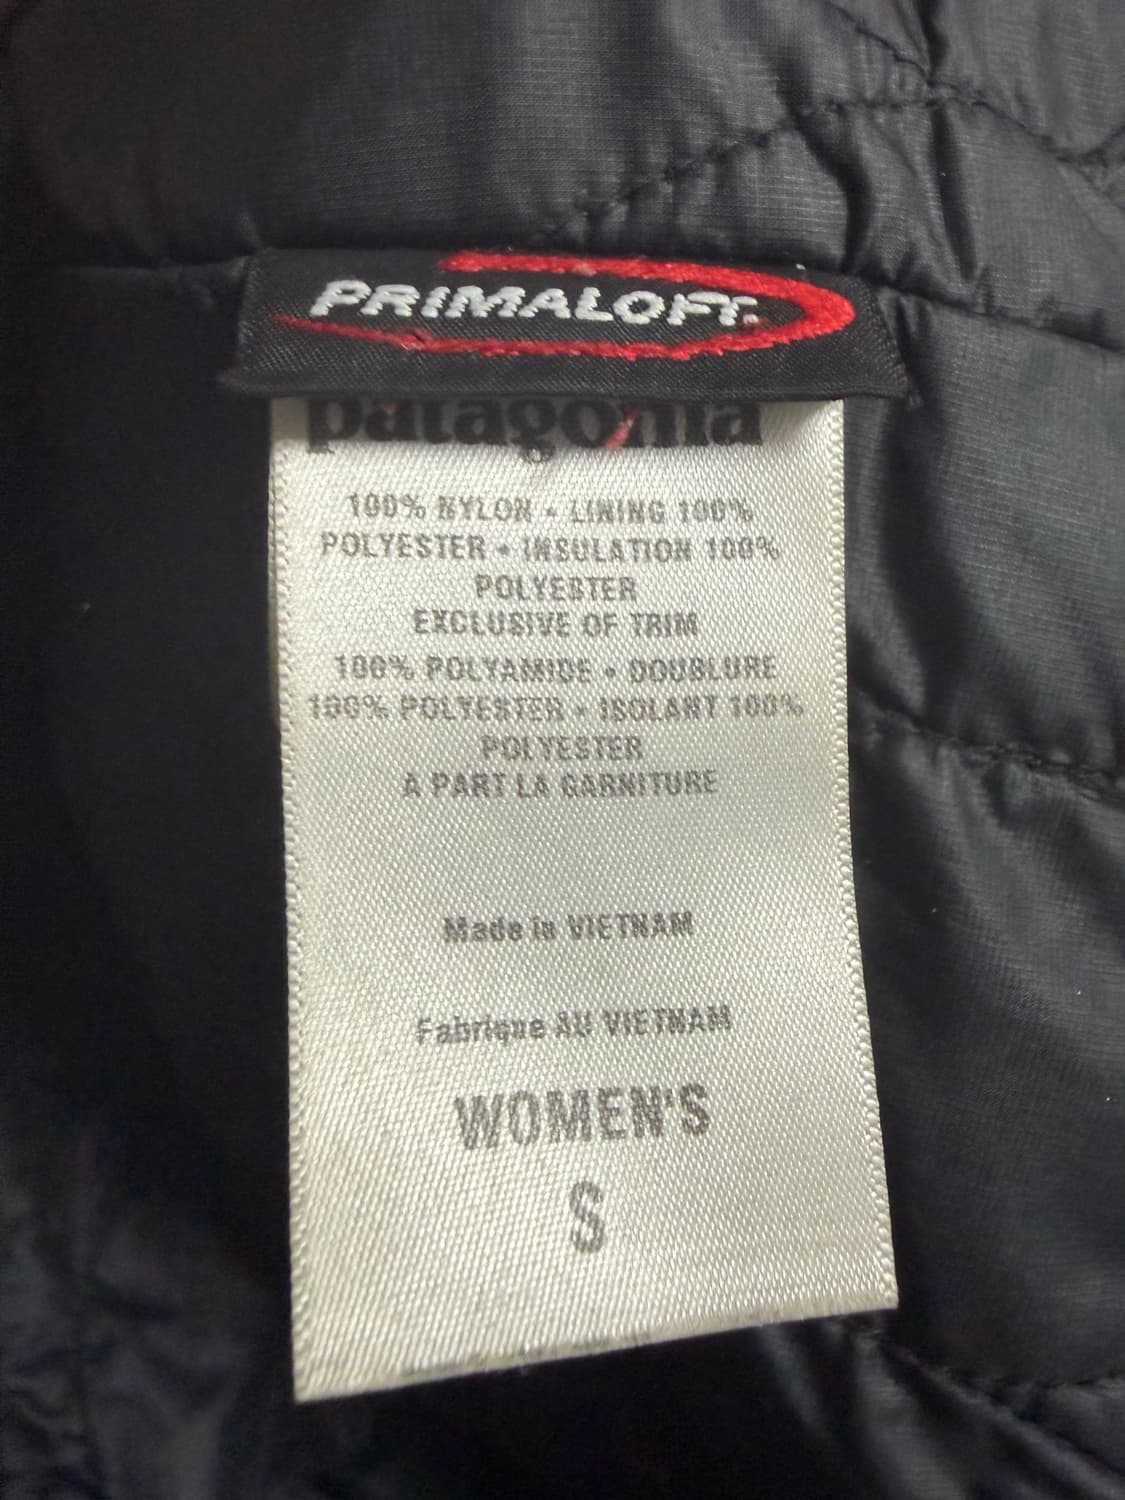 PRIMALOFT.
patagonia
100% NYLON • LINING 100%
POLYESTER • INSULATION 100%
POLYESTER
EXCLUSIVE OF TRIM
100% POLYAMIDE • DOUBLURE
100% POLYESTER • ISOLANT 100%
POLYESTER
A PART LA GARNITURE
Made in VIETNAM
Fabrique AU VIETNAM
WOMEN'S
S